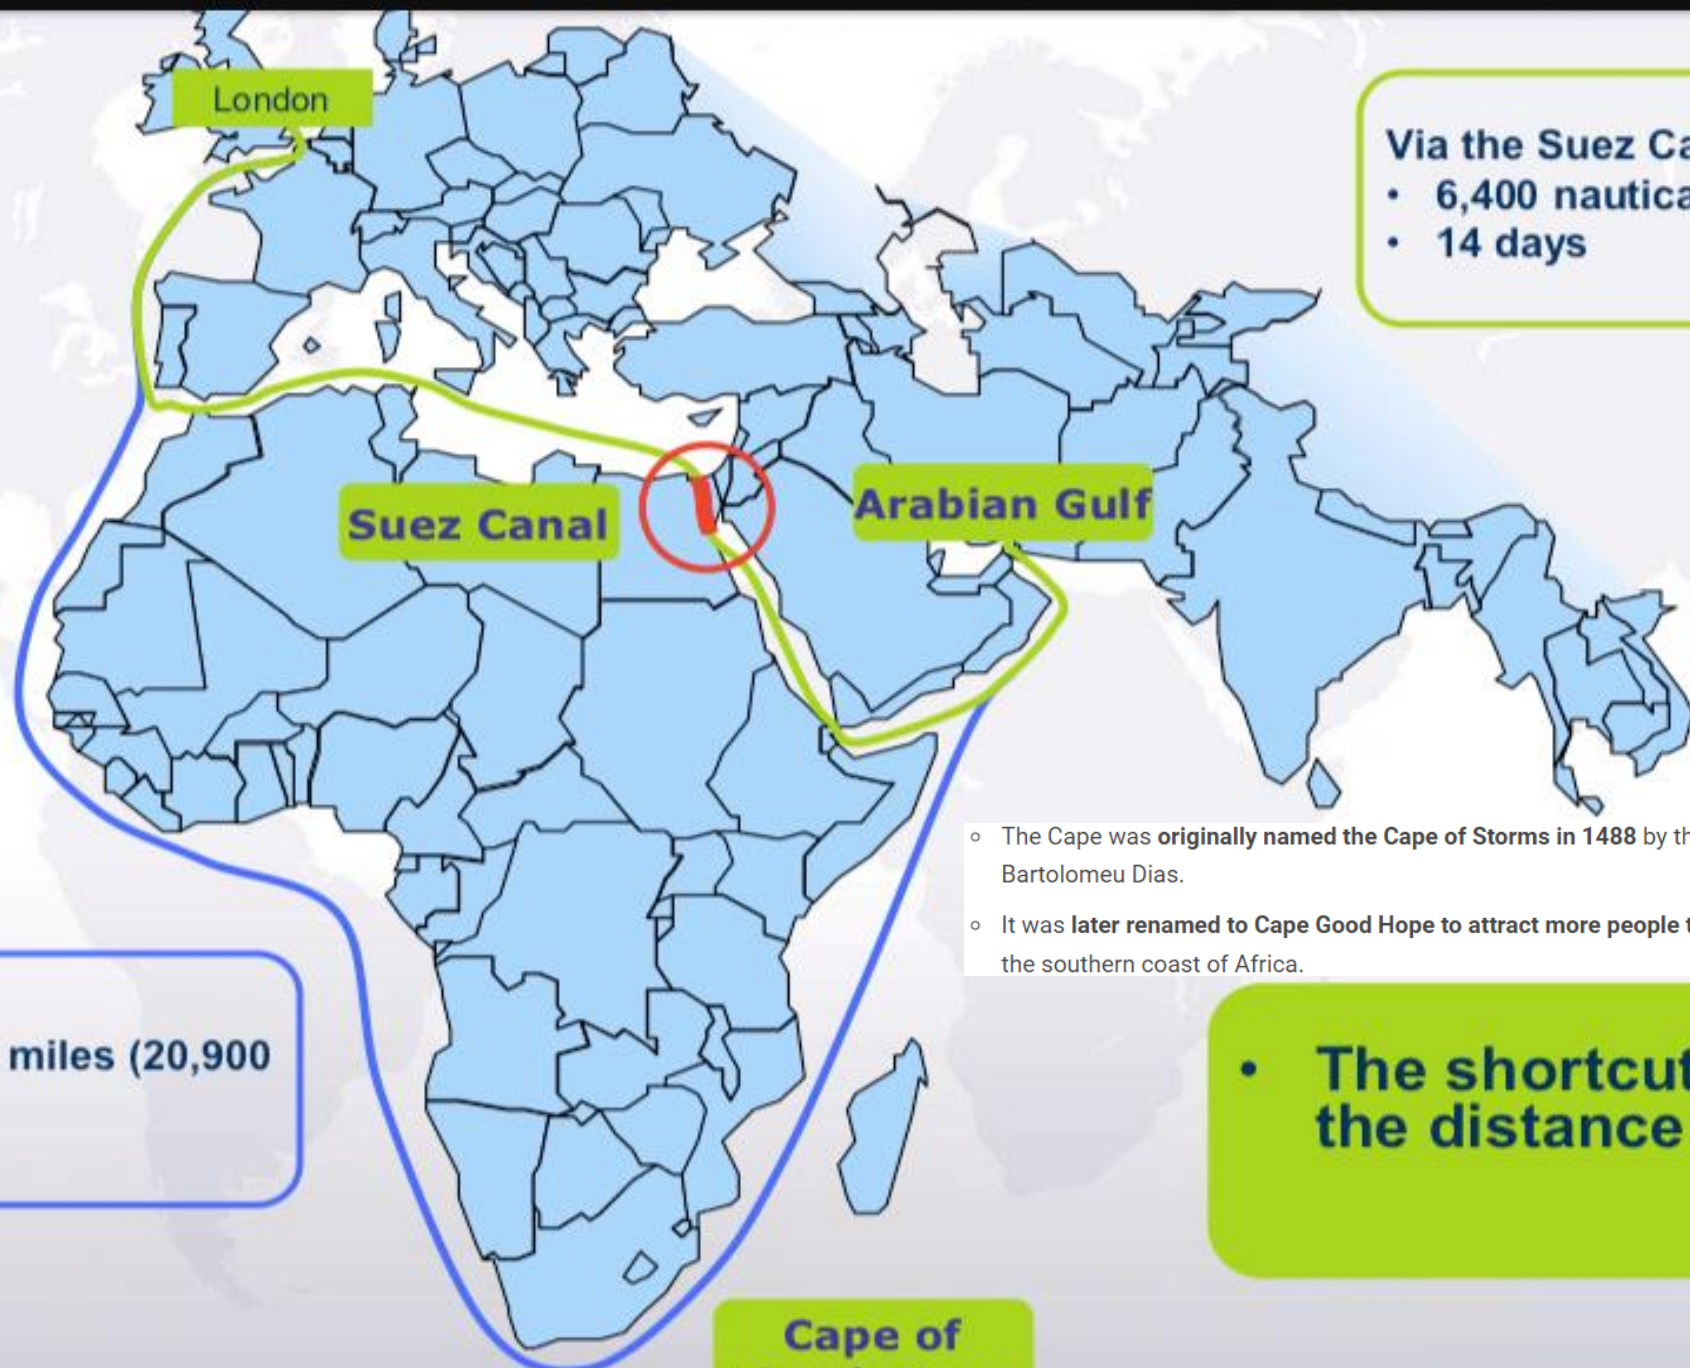 London
Via the Suez Ca
• 6,400 nautica
• 14 days
Suez Canal
Arabian Gulf
○ The Cape was originally named the Cape of Storms in 1488 by th
Bartolomeu Dias.
○ It was later renamed to Cape Good Hope to attract more people t
the southern coast of Africa.
miles (20,900
• The shortcut
the distance
Cape of